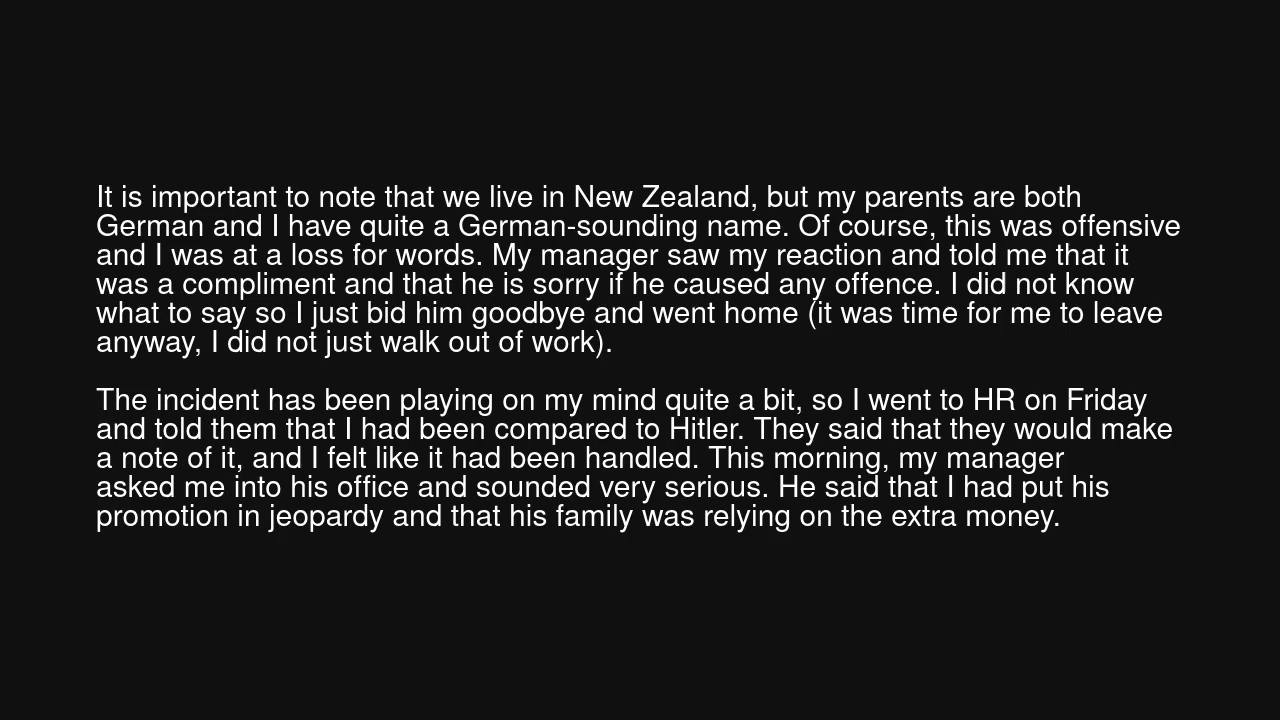 It is important to note that we live in New Zealand, but my parents are both
German and I have quite a German-sounding name. Of course, this was offensive
and I was at a loss for words. My manager saw my reaction and told me that it
was a compliment and that he is sorry if he caused any offence. I did not know
what to say so I just bid him goodbye and went home (it was time for me to leave
anyway, I did not just walk out of work).
The incident has been playing on my mind quite a bit, so I went to HR on Friday
and told them that I had been compared to Hitler. They said that they would make
a note of it, and I felt like it had been handled. This morning, my manager
asked me into his office and sounded very serious. He said that I had put his
promotion in jeopardy and that his family was relying on the extra money.